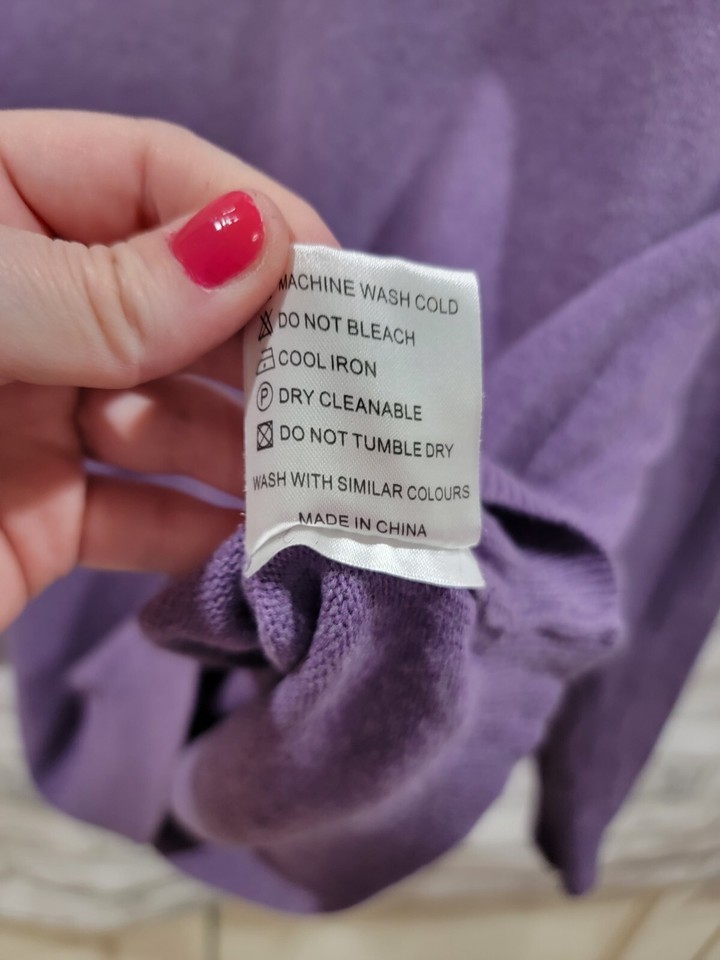 MACHINE WASH COLD
DO NOT BLEACH
COOL IRON
P DRY CLEANABLE
DO NOT TUMBLE DRY
WASH WITH SIMILAR COLOURS
MADE IN CHINA